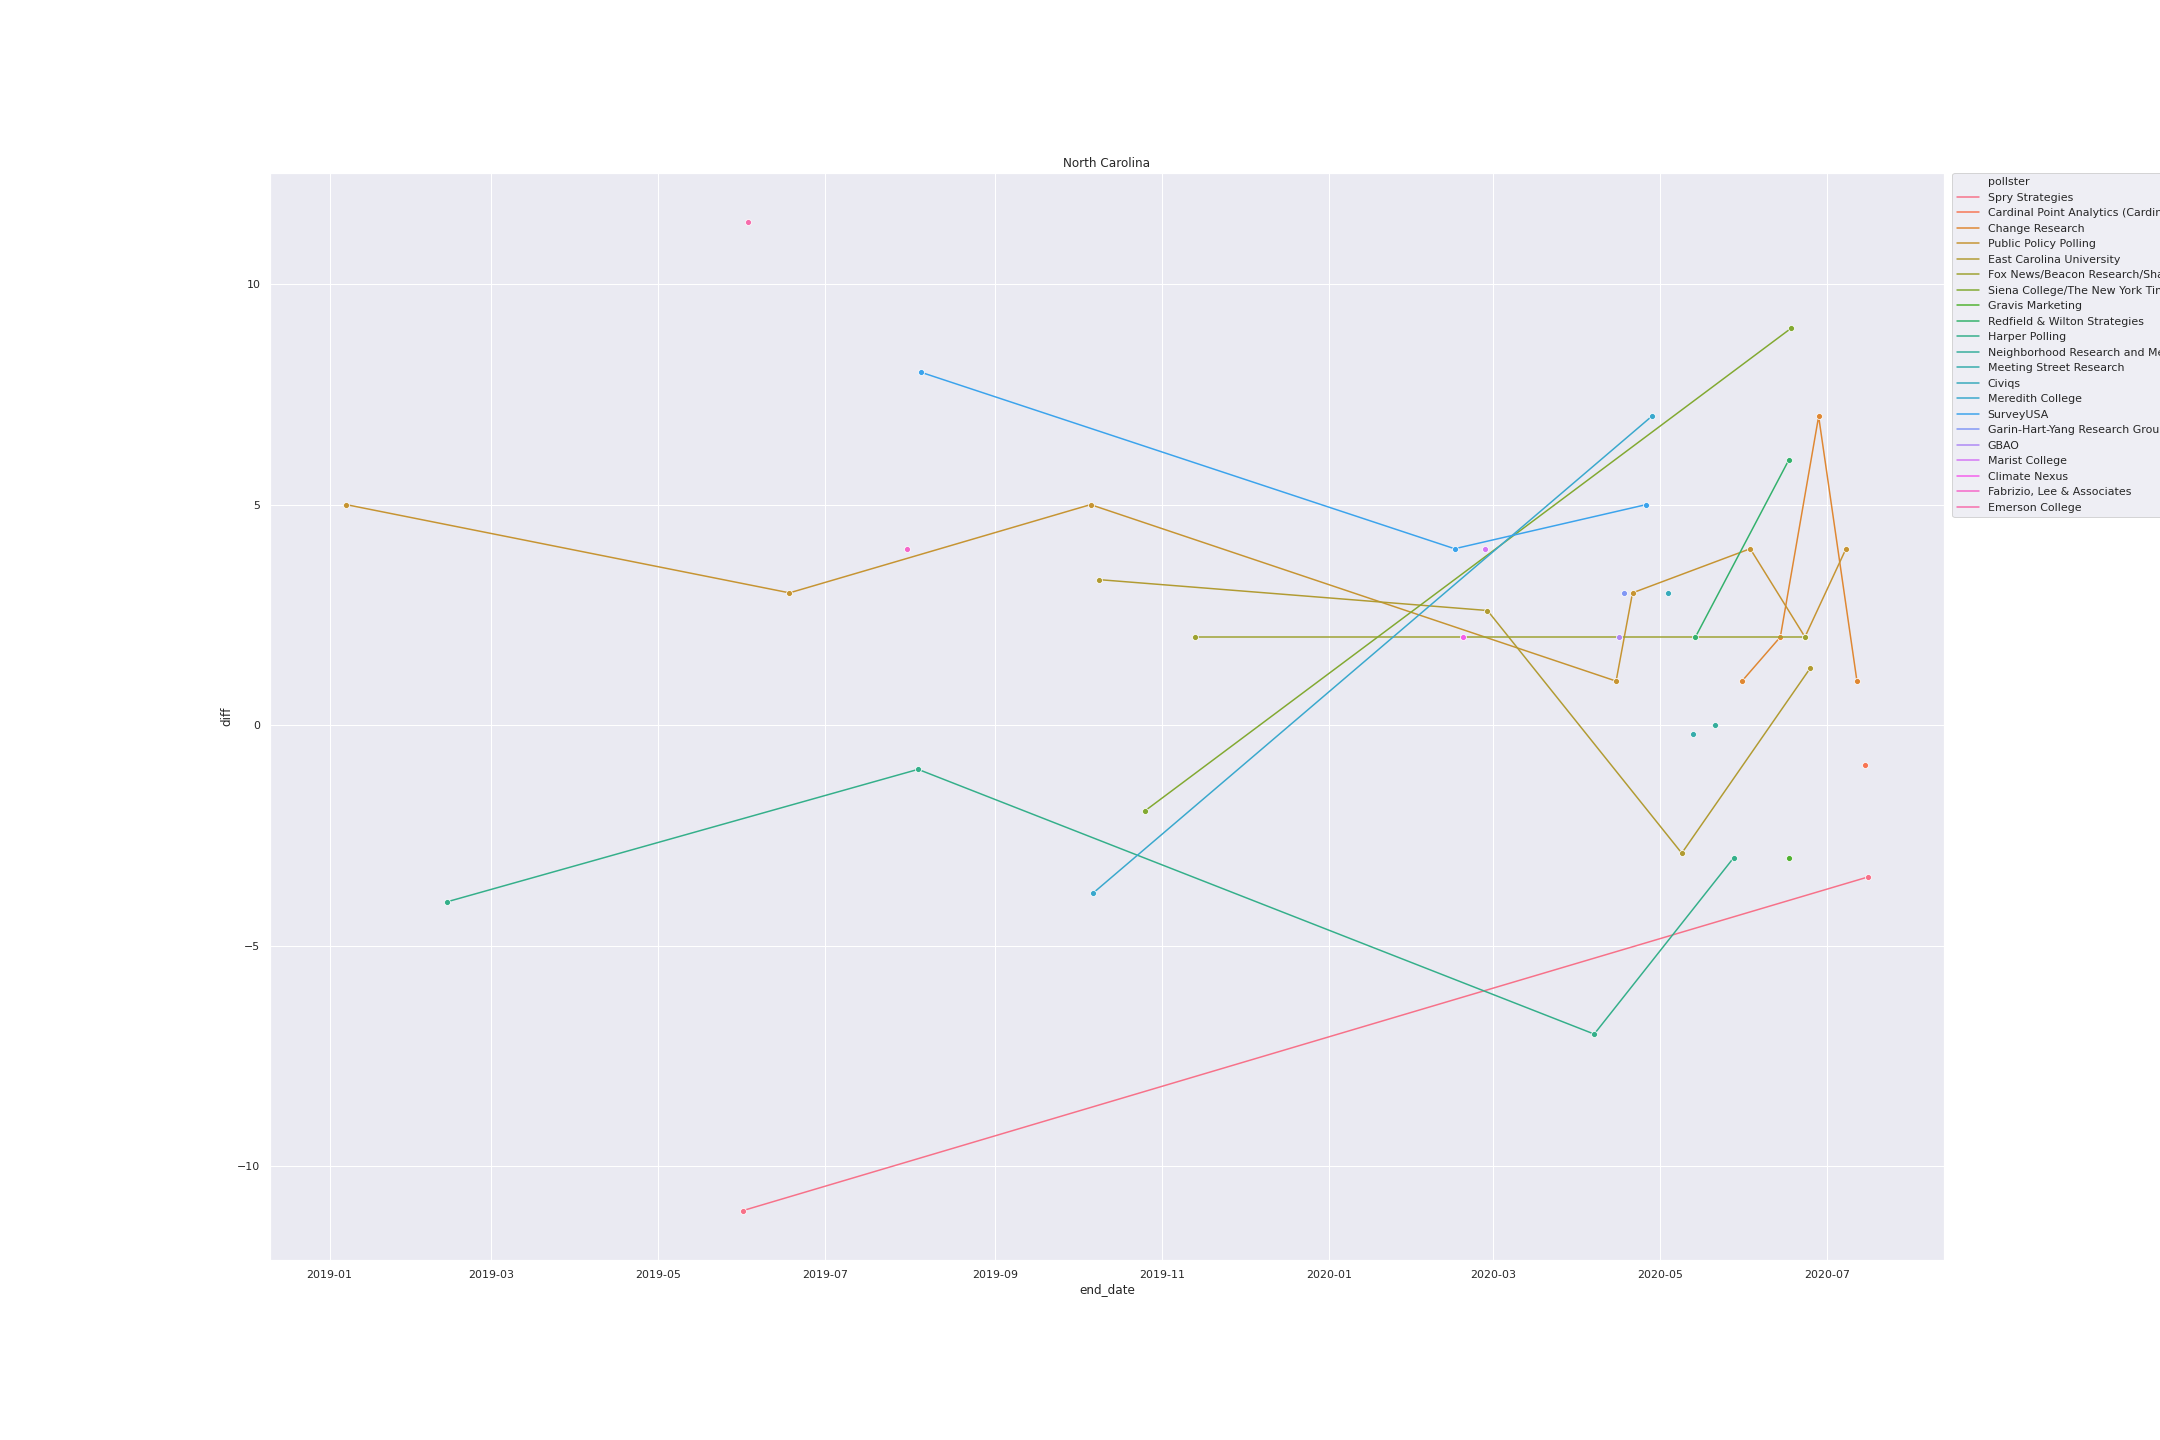 North Carolina
pollster
Spry Strategies
Cardinal Point Analytics (Cardin
Change Research
Public Policy Polling
East Carolina University
Fox News/Beacon Research/Sha
Siena College/The New York Tim
Gravis Marketing
Redfield & Wilton Strategies
Harper Polling
Neighborhood Research and Me
Meeting Street Research
Civiqs
Meredith College
SurveyUSA
Garin-Hart-Yang Research Grou
GBAO
Marist College
Climate Nexus
Fabrizio, Lee & Associates
Emerson College
10
5
0
−5
−10
diff
2019-01 2019-03 2019-05 2019-07 2019-09 2019-11 2020-01 2020-03 2020-05 2020-07
end_date